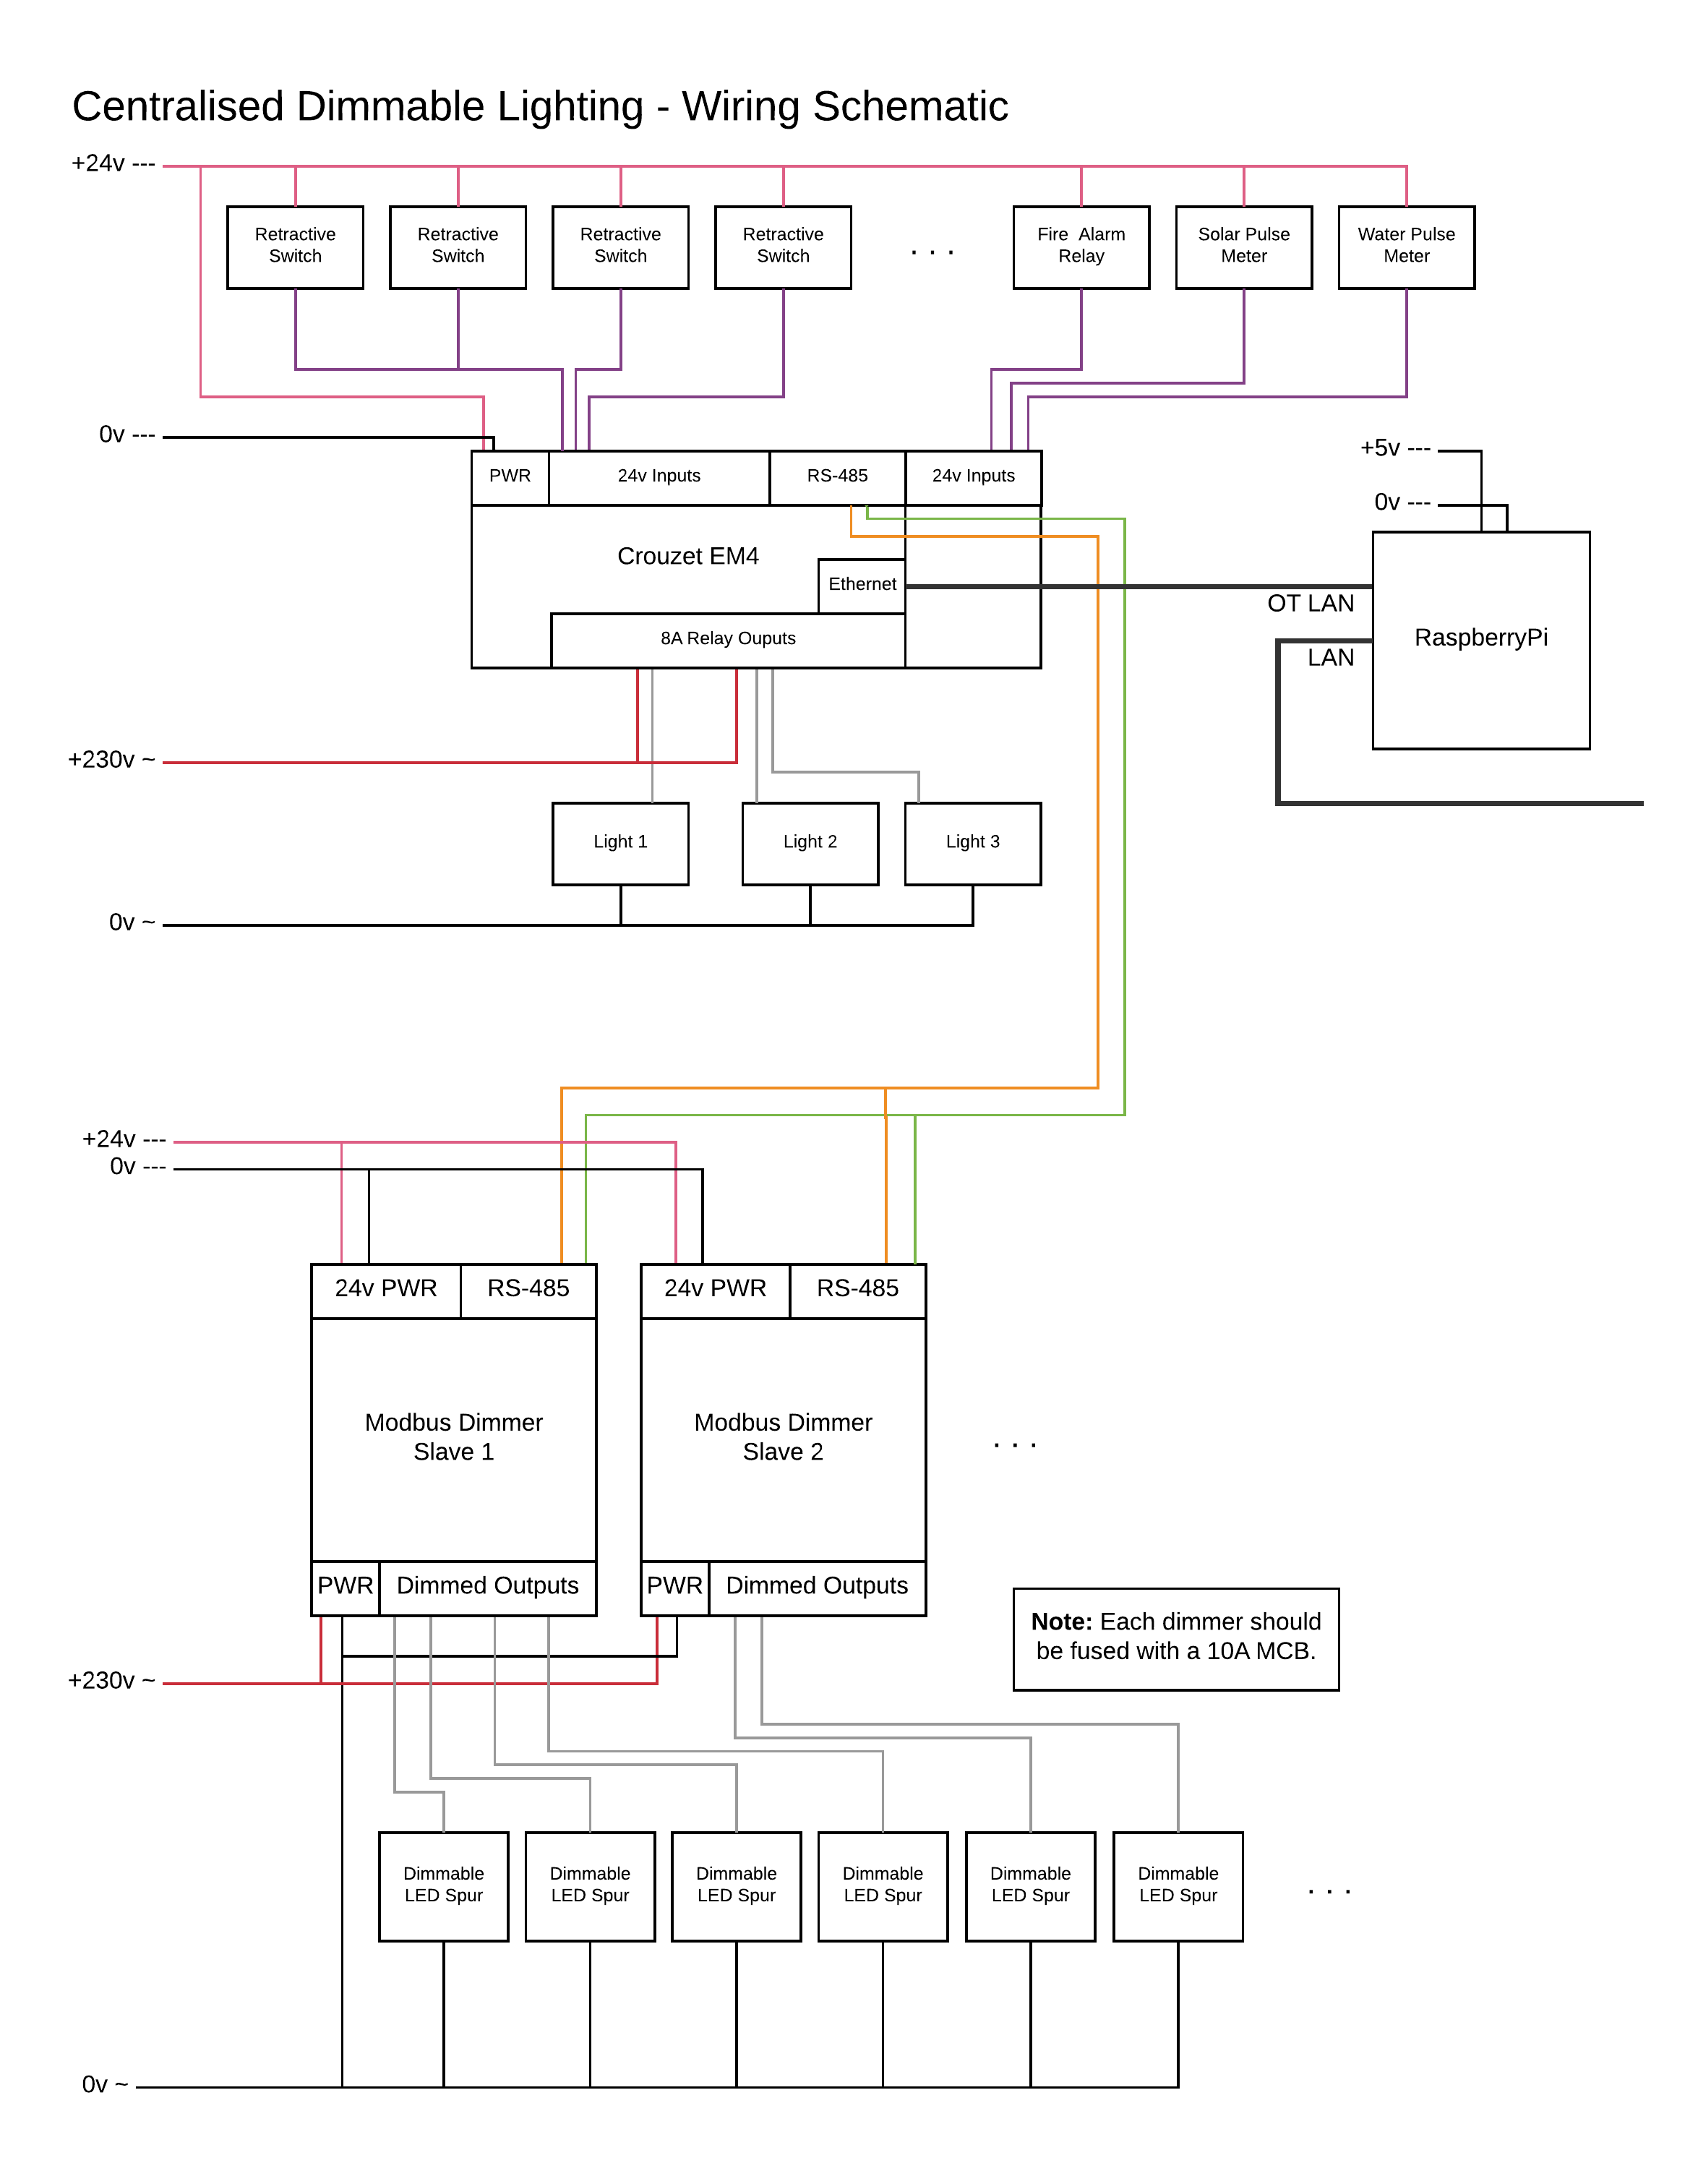 Centralised Dimmable Lighting - Wiring Schematic
+24v ---
Retractive
Switch
Retractive
Switch
Retractive
Switch
Retractive
Switch
. . .
Fire  Alarm
Relay
Solar Pulse
Meter
Water Pulse
Meter
0v ---
+5v ---
0v ---
PWR
24v Inputs
RS-485
24v Inputs
Crouzet EM4
Ethernet
8A Relay Ouputs
OT LAN
LAN
RaspberryPi
+230v ~
Light 1
Light 2
Light 3
0v ~
+24v ---
0v ---
24v PWR
RS-485
24v PWR
RS-485
Modbus Dimmer
Slave 1
Modbus Dimmer
Slave 2
. . .
PWR
Dimmed Outputs
PWR
Dimmed Outputs
Note: Each dimmer should
be fused with a 10A MCB.
+230v ~
Dimmable
LED Spur
Dimmable
LED Spur
Dimmable
LED Spur
Dimmable
LED Spur
Dimmable
LED Spur
Dimmable
LED Spur
. . .
0v ~